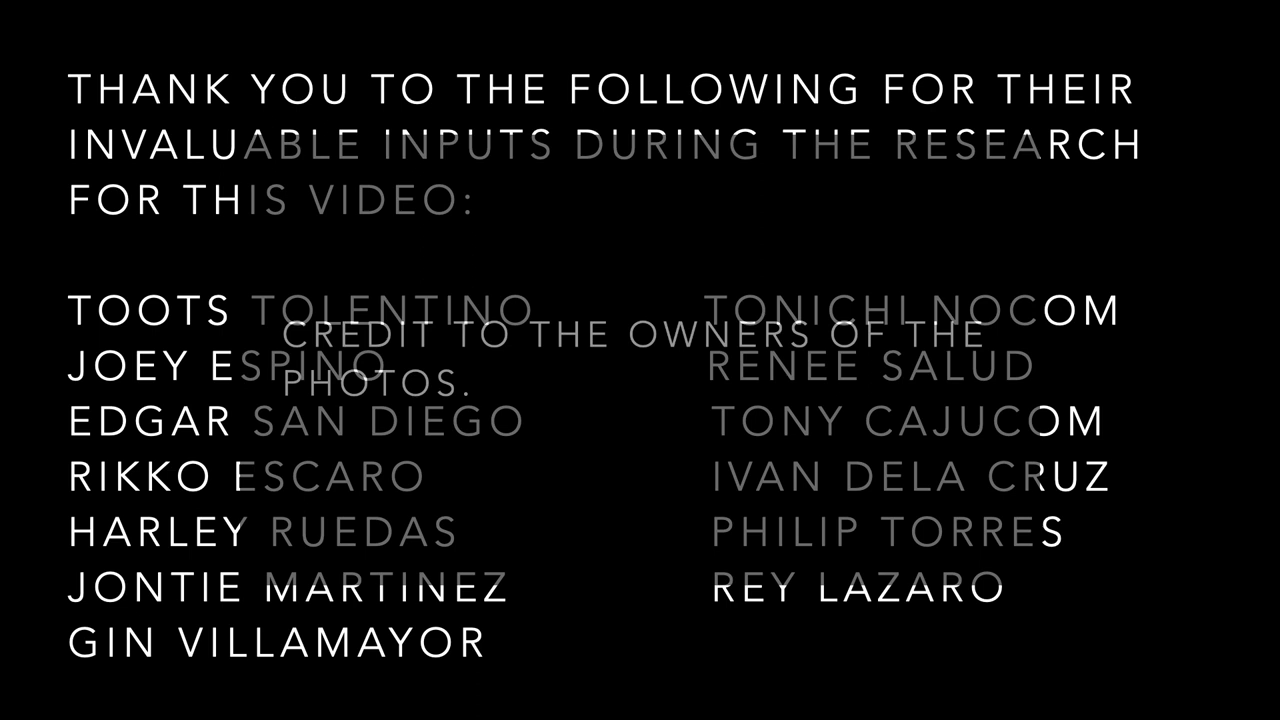 THANK YOU TO THE FOLLOWING FOR THEIR
INVALUABLE INPUTS DURING THE RESEARCH
FOR THIS VIDEO:
TOOTS TOLENTINO
JOEY ESPINO
EDGAR SAN DIEGO
RIKKO ESCARO
HARLEY RUEDAS
JONTIE MARTINEZ
GIN VILLAMAYOR
TONICHI NOCOM
RENEE SALUD
TONY CAJUCOM
IVAN DELA CRUZ
PHILIP TORRES
REY LAZARO
CREDIT TO THE OWNERS OF THE
PHOTOS.